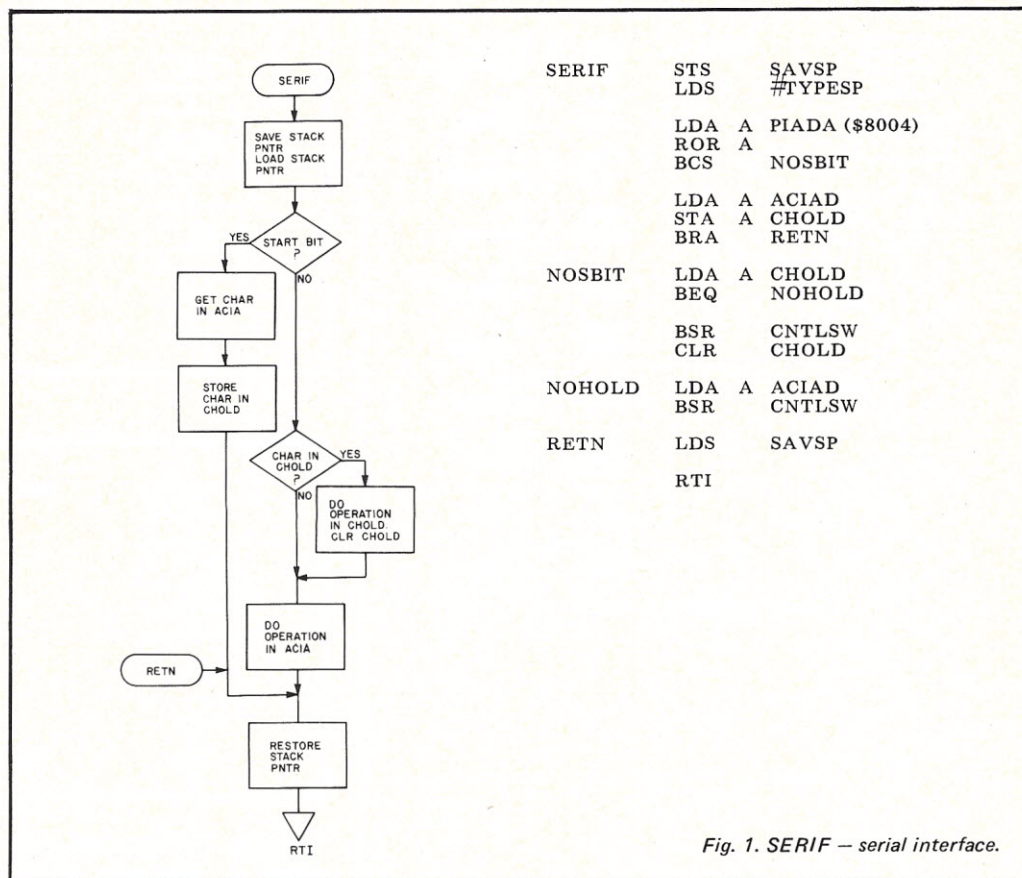 SERIF
SAVE STACK
PNTR
LOAD STACK
PNTR
YES
START BIT
?
NO
GET CHAR
IN ACIA
STORE
CHAR IN
CHOLD
CHAR IN
CHOLD
?
YES
NO
DO
OPERATION
IN CHOLD.
CLR CHOLD
DO
OPERATION
IN ACIA
RETN
RESTORE
STACK
PNTR
RTI
SERIF STS SAVSP
LDS #TYPESP
LDA A PIADA ($8004)
ROR A
BCS NOSBIT
LDA A ACIAD
STA A CHOLD
BRA RETN
NOSBIT LDA A CHOLD
BEQ NOHOLD
BSR CNTLSW
CLR CHOLD
NOHOLD LDA A ACIAD
BSR CNTLSW
RETN LDS SAVSP
RTI
Fig. 1. SERIF — serial interface.